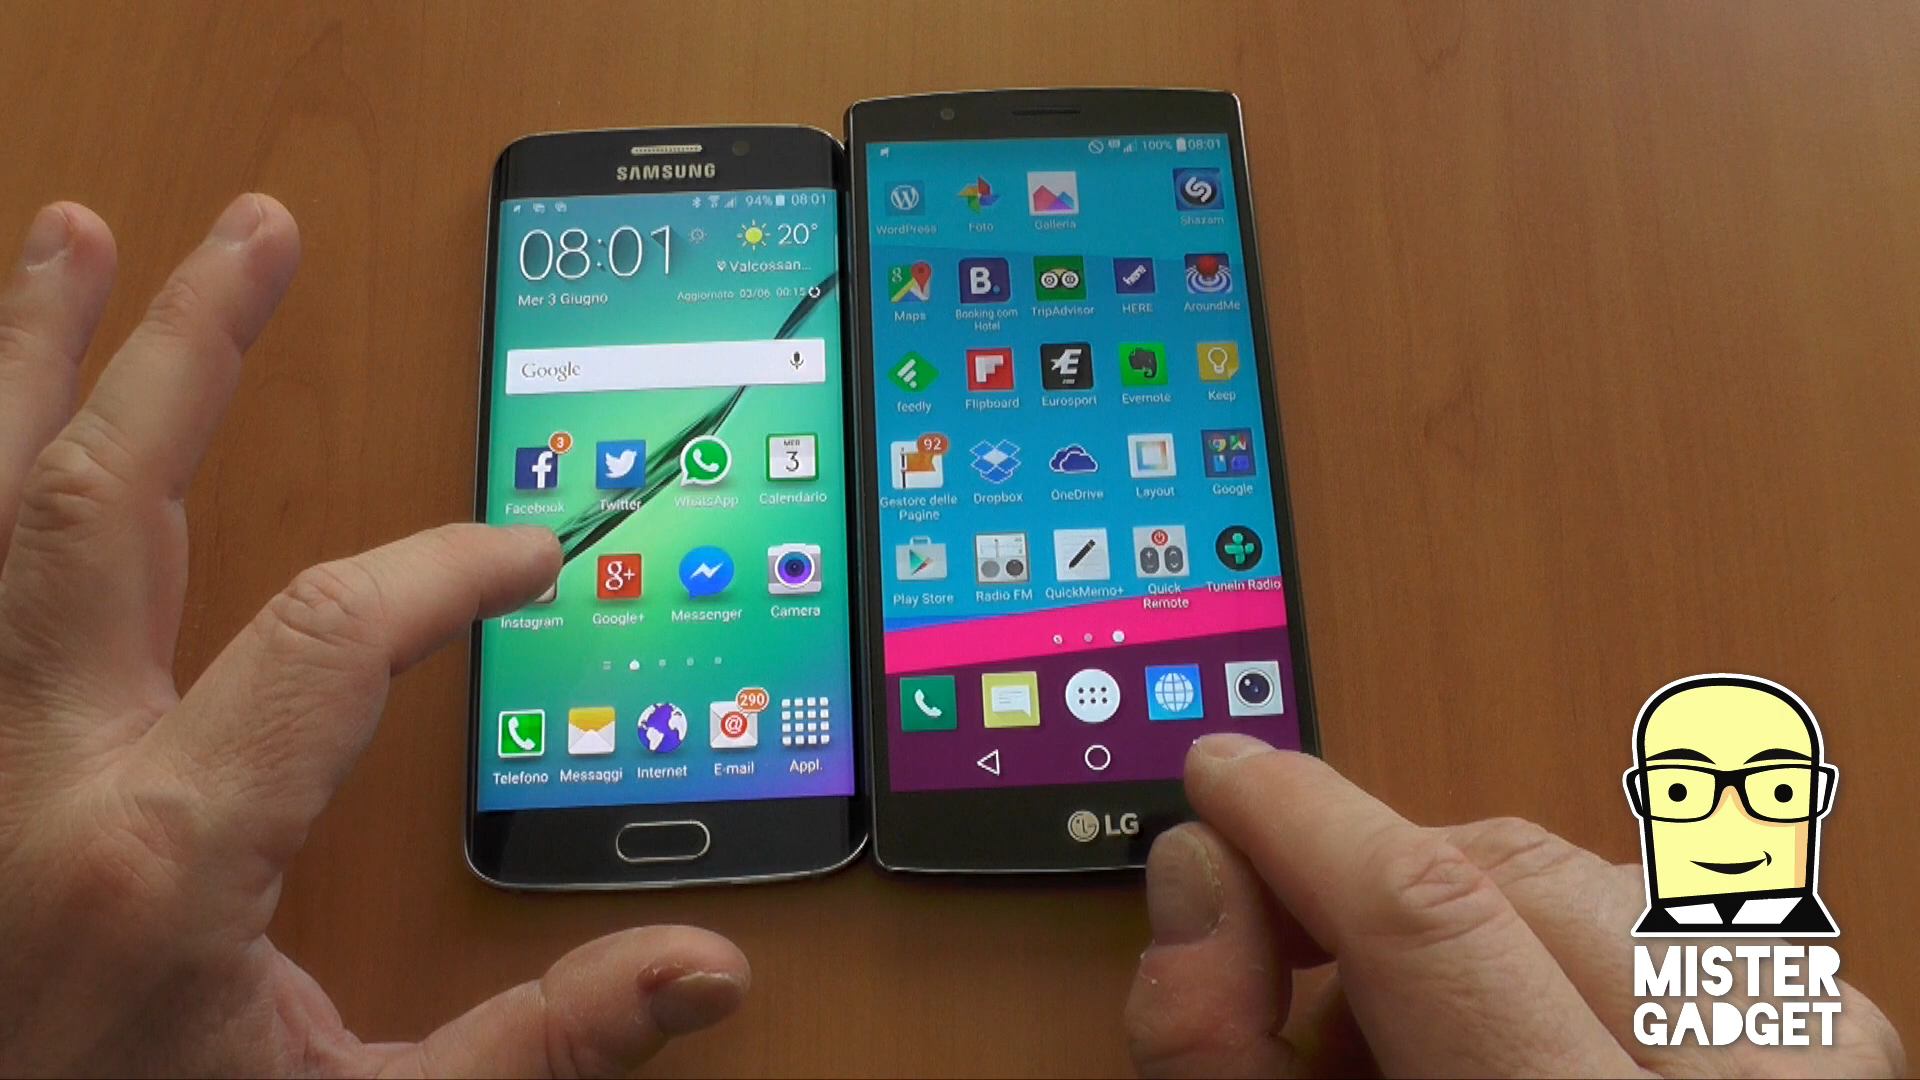 SAMSUNG
94% 08:01
08:01
20°
Valcossan...
Mer 3 Giugno
Aggiornato 03/06 00:15
Google
3
MER
3
Facebook
Twitter
WhatsApp
Calendario
g+
Instagram
Google+
Messenger
Camera
290
@
Telefono
Messaggi
Internet
E-mail
Appl.
100% 08:01
WordPress
Foto
Galleria
Shazam
8
B.
here
Maps
Booking.com
Hotel
TripAdvisor
HERE
AroundMe
feedly
Flipboard
Eurosport
Evernote
Keep
92
Gestore delle
Pagine
Dropbox
OneDrive
Layout
Google
Play Store
Radio FM
QuickMemo+
Quick
Remote
TuneIn Radio
LG
MISTER
GADGET